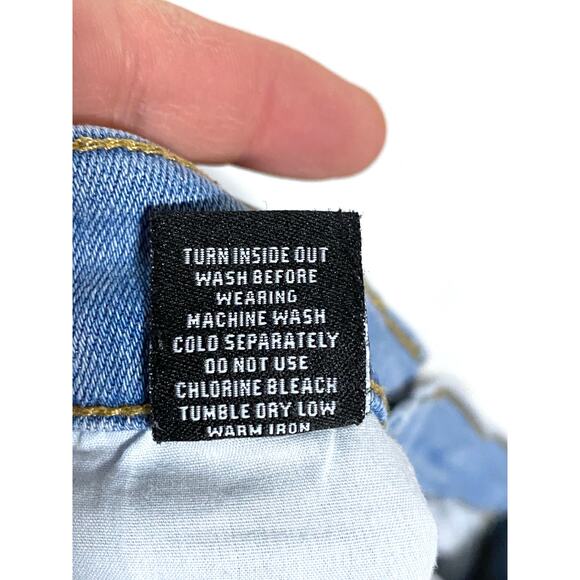 TURN INSIDE OUT
WASH BEFORE
WEARING
MACHINE WASH
COLD SEPARATELY
DO NOT USE
CHLORINE BLEACH
TUMBLE DRY LOW
WARM IRON